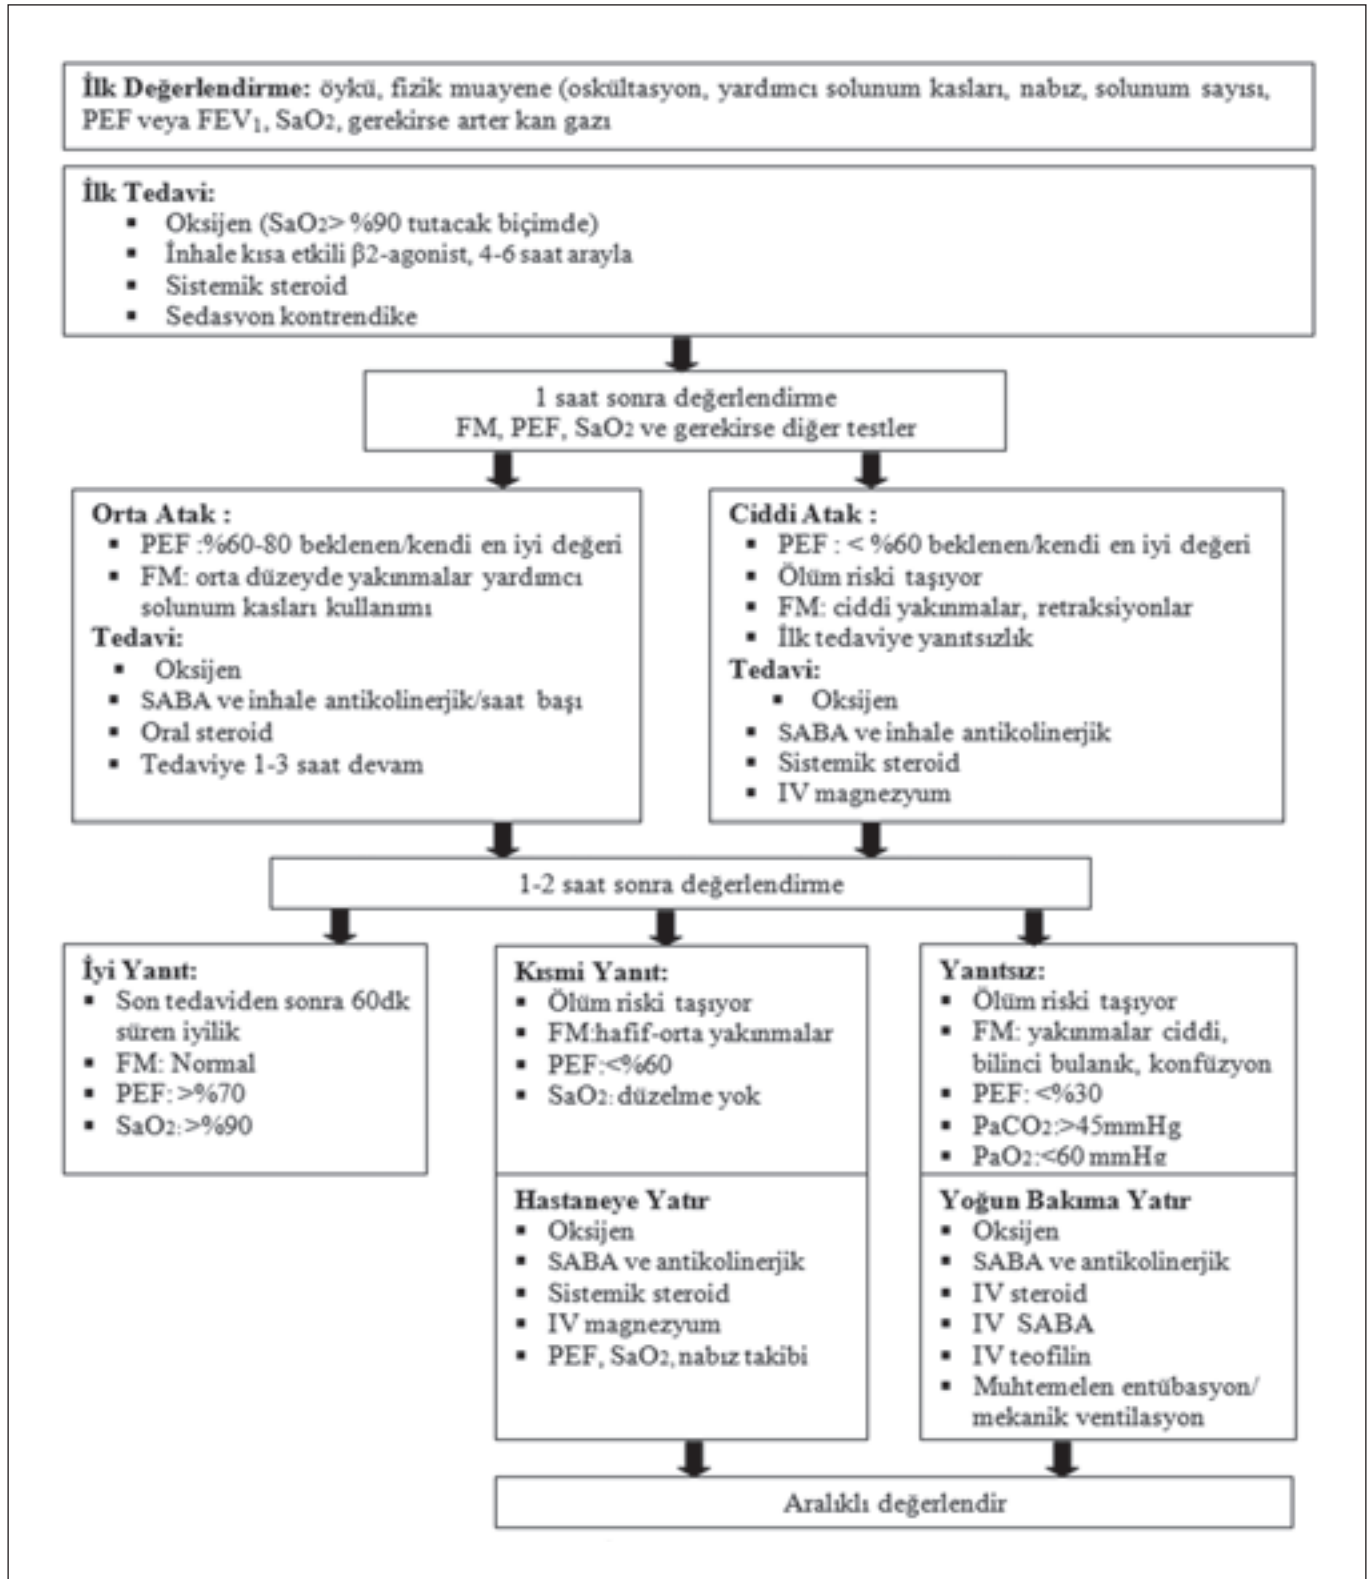 İlk Değerlendirme: öykü, fizik muayene (oskültasyon, yardımcı solunum kasları, nabız, solunum sayısı,
PEF veya FEV1, SaO2, gerekirse arter kan gazı
İlk Tedavi:
▪ Oksijen (SaO2> %90 tutacak biçimde)
▪ İnhale kısa etkili β2-agonist, 4-6 saat arayla
▪ Sistemik steroid
▪ Sedasyon kontrendike
1 saat sonra değerlendirme
FM, PEF, SaO2 ve gerekirse diğer testler
Orta Atak :
▪ PEF :%60-80 beklenen/kendi en iyi değeri
▪ FM: orta düzeyde yakınmalar yardımcı
solunum kasları kullanımı
Tedavi:
▪ Oksijen
▪ SABA ve inhale antikolinerjik/saat başı
▪ Oral steroid
▪ Tedaviye 1-3 saat devam
Ciddi Atak :
▪ PEF : < %60 beklenen/kendi en iyi değeri
▪ Ölüm riski taşıyor
▪ FM: ciddi yakınmalar, retraksiyonlar
▪ İlk tedaviye yanıtsızlık
Tedavi:
▪ Oksijen
▪ SABA ve inhale antikolinerjik
▪ Sistemik steroid
▪ IV magnezyum
1-2 saat sonra değerlendirme
İyi Yanıt:
▪ Son tedaviden sonra 60dk
süren iyilik
▪ FM: Normal
▪ PEF: >%70
▪ SaO2: >%90
Kısmi Yanıt:
▪ Ölüm riski taşıyor
▪ FM:hafif-orta yakınmalar
▪ PEF:<%60
▪ SaO2: düzelme yok
Hastaneye Yatır
▪ Oksijen
▪ SABA ve antikolinerjik
▪ Sistemik steroid
▪ IV magnezyum
▪ PEF, SaO2, nabız takibi
Yanıtsız:
▪ Ölüm riski taşıyor
▪ FM: yakınmalar ciddi,
bilinci bulanık, konfüzyon
▪ PEF: <%30
▪ PaCO2:>45mmHg
▪ PaO2:<60 mmHg
Yoğun Bakıma Yatır
▪ Oksijen
▪ SABA ve antikolinerjik
▪ IV steroid
▪ IV SABA
▪ IV teofilin
▪ Muhtemelen entübasyon/
mekanik ventilasyon
Aralıklı değerlendir